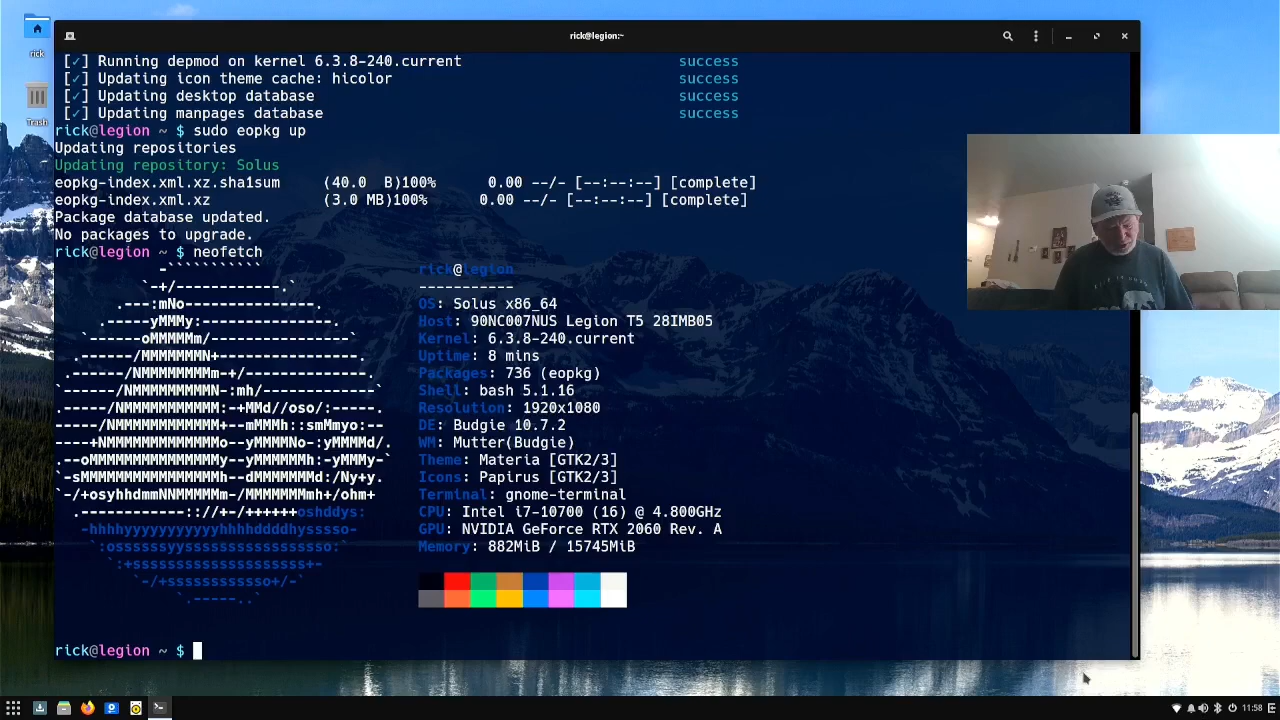 rick@legion:~
rick
Trash
[✓] Running depmod on kernel 6.3.8-240.current success
[✓] Updating icon theme cache: hicolor success
[✓] Updating desktop database success
[✓] Updating manpages database success
rick@legion ~ $ sudo eopkg up
Updating repositories
Updating repository: Solus
eopkg-index.xml.xz.sha1sum (40.0 B)100% 0.00 --/- [--:--:--] [complete]
eopkg-index.xml.xz (3.0 MB)100% 0.00 --/- [--:--:--] [complete]
Package database updated.
No packages to upgrade.
rick@legion ~ $ neofetch
rick@legion
-----------
OS: Solus x86_64
Host: 90NC007NUS Legion T5 28IMB05
Kernel: 6.3.8-240.current
Uptime: 8 mins
Packages: 736 (eopkg)
Shell: bash 5.1.16
Resolution: 1920x1080
DE: Budgie 10.7.2
WM: Mutter(Budgie)
Theme: Materia [GTK2/3]
Icons: Papirus [GTK2/3]
Terminal: gnome-terminal
CPU: Intel i7-10700 (16) @ 4.800GHz
GPU: NVIDIA GeForce RTX 2060 Rev. A
Memory: 882MiB / 15745MiB
rick@legion ~ $
11:58